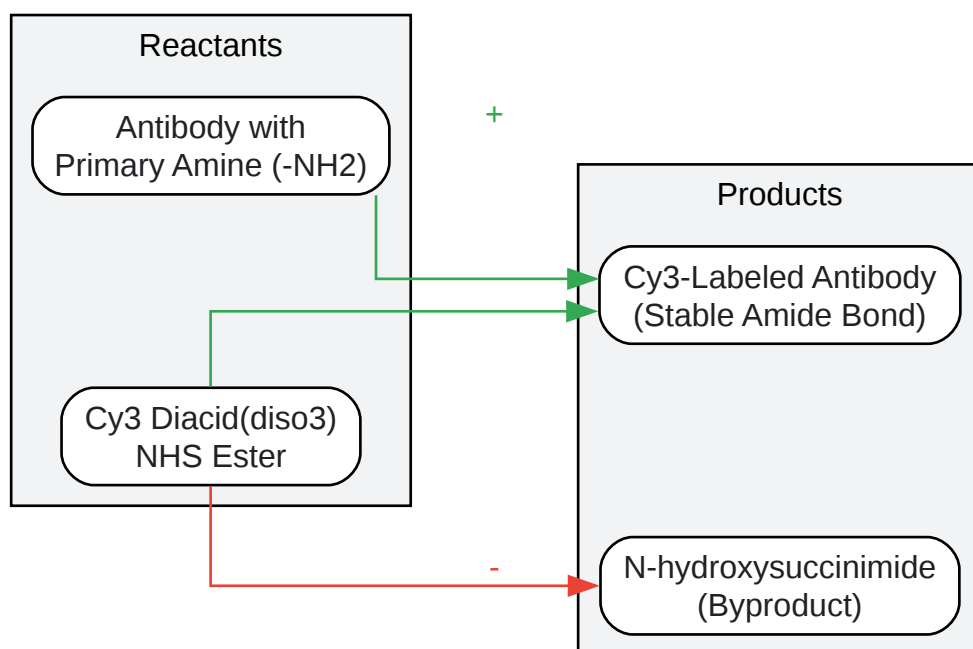 Reactants
Antibody with
Primary Amine (-NH2)
+
Products
Cy3-Labeled Antibody
(Stable Amide Bond)
Cy3 Diacid(diso3)
NHS Ester
-
N-hydroxysuccinimide
(Byproduct)